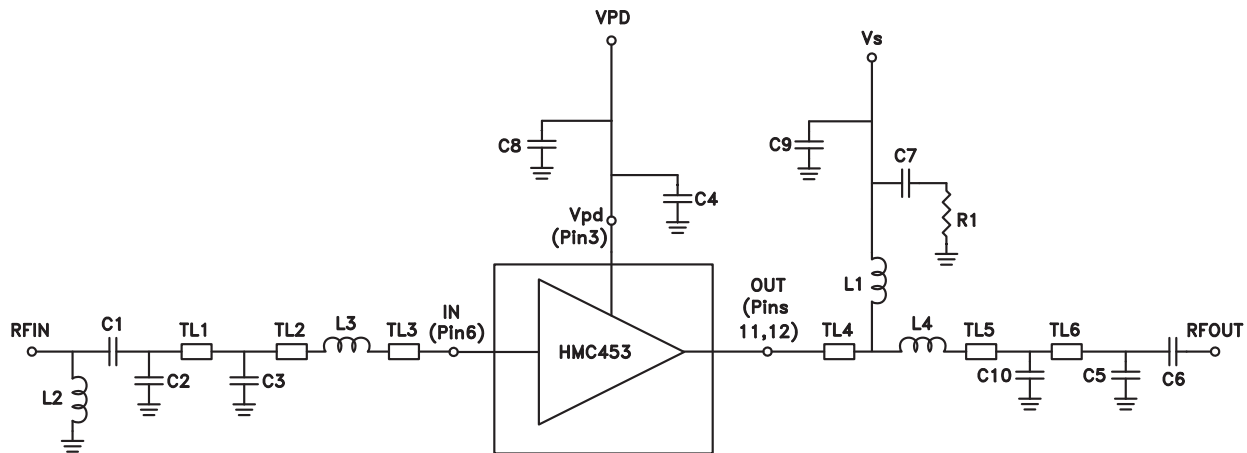 VPD
Vs
C8
C9
C7
C4
R1
Vpd
(Pin3)
L1
OUT
(Pins
11,12)
IN
(Pin6)
RFIN
C1
TL1
TL2
L3
TL3
HMC453
TL4
L4
TL5
TL6
RFOUT
L2
C2
C3
C10
C5
C6